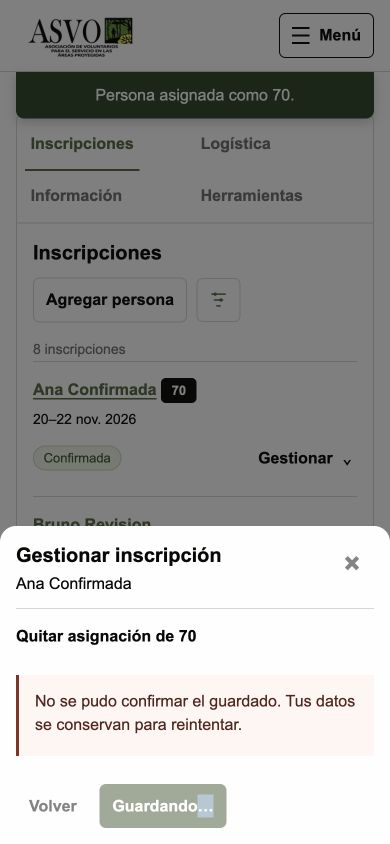 ASVO
ASOCIACIÓN DE VOLUNTARIOS
PARA EL SERVICIO EN LAS
ÁREAS PROTEGIDAS
Menú
Persona asignada como 70.
Inscripciones
Logística
Información
Herramientas
Inscripciones
Agregar persona
8 inscripciones
Ana Confirmada 70
20–22 nov. 2026
Confirmada
Gestionar
Bruno Revision
Gestionar inscripción
Ana Confirmada
Quitar asignación de 70
No se pudo confirmar el guardado. Tus datos
se conservan para reintentar.
Volver
Guardando…